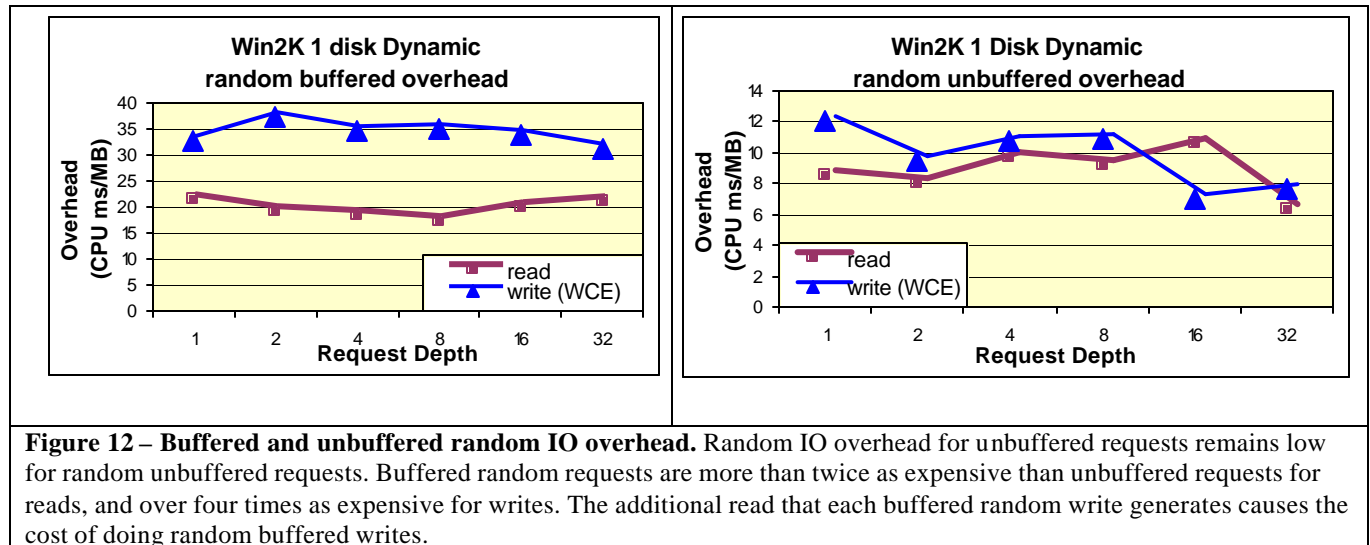 Win2K 1 disk Dynamic
random buffered overhead
Overhead
(CPU ms/MB)
40
35
30
25
20
15
10
5
0
read
write (WCE)
1 2 4 8 16 32
Request Depth
Win2K 1 Disk Dynamic
random unbuffered overhead
Overhead
(CPU ms/MB)
14
12
10
8
6
4
2
0
read
write (WCE)
1 2 4 8 16 32
Request Depth
Figure 12 – Buffered and unbuffered random IO overhead. Random IO overhead for unbuffered requests remains low
for random unbuffered requests. Buffered random requests are more than twice as expensive than unbuffered requests for
reads, and over four times as expensive for writes. The additional read that each buffered random write generates causes the
cost of doing random buffered writes.